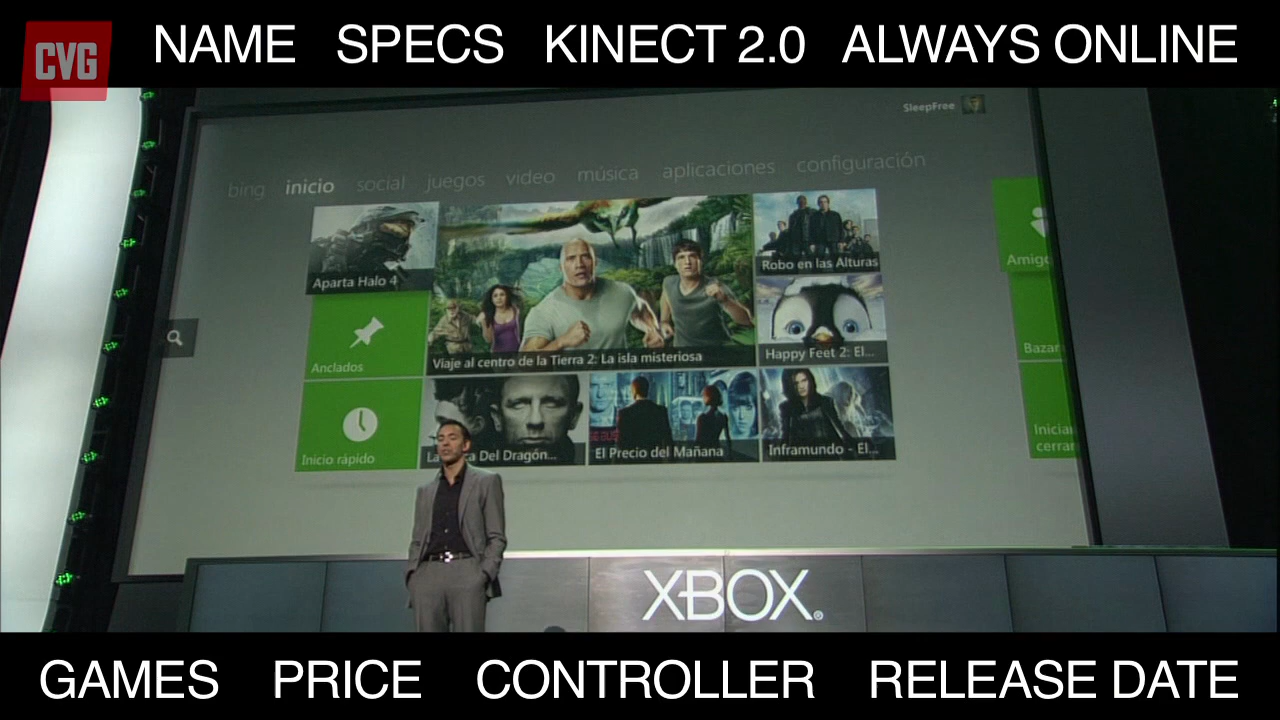 CVG
NAME SPECS KINECT 2.0 ALWAYS ONLINE
SleepFree
bing inicio social juegos video música aplicaciones configuración
Aparta Halo 4
Anclados
Inicio rápido
Viaje al centro de la Tierra 2: La isla misteriosa
Del Dragón...
El Precio del Mañana
Robo en las Alturas
Happy Feet 2: El...
Inframundo - El...
XBOX
GAMES PRICE CONTROLLER RELEASE DATE